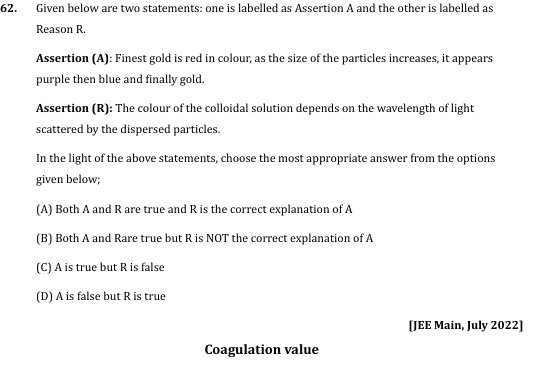 62. Given below are two statements: one is labelled as Assertion A and the other is labelled as
Reason R.
Assertion (A): Finest gold is red in colour, as the size of the particles increases, it appears
purple then blue and finally gold.
Assertion (R): The colour of the colloidal solution depends on the wavelength of light
scattered by the dispersed particles.
In the light of the above statements, choose the most appropriate answer from the options
given below;
(A) Both A and R are true and R is the correct explanation of A
(B) Both A and Rare true but R is NOT the correct explanation of A
(C) A is true but R is false
(D) A is false but R is true
[JEE Main, July 2022]
Coagulation value